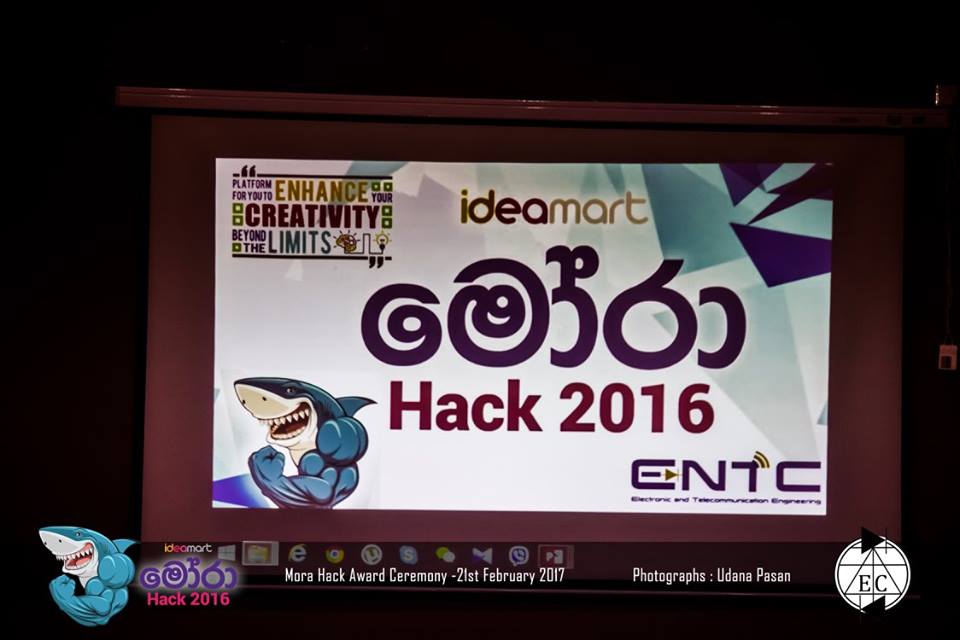 PLATFORM
FOR YOU TO ENHANCE YOUR
CREATIVITY
BEYOND
THE LIMITS
ideamart
මෝරා
Hack 2016
ENTC
Electronic and Telecommunication Engineering
ideamart
මෝරා
Hack 2016
Mora Hack Award Ceremony -21st February 2017
Photographs : Udana Pasan
EC